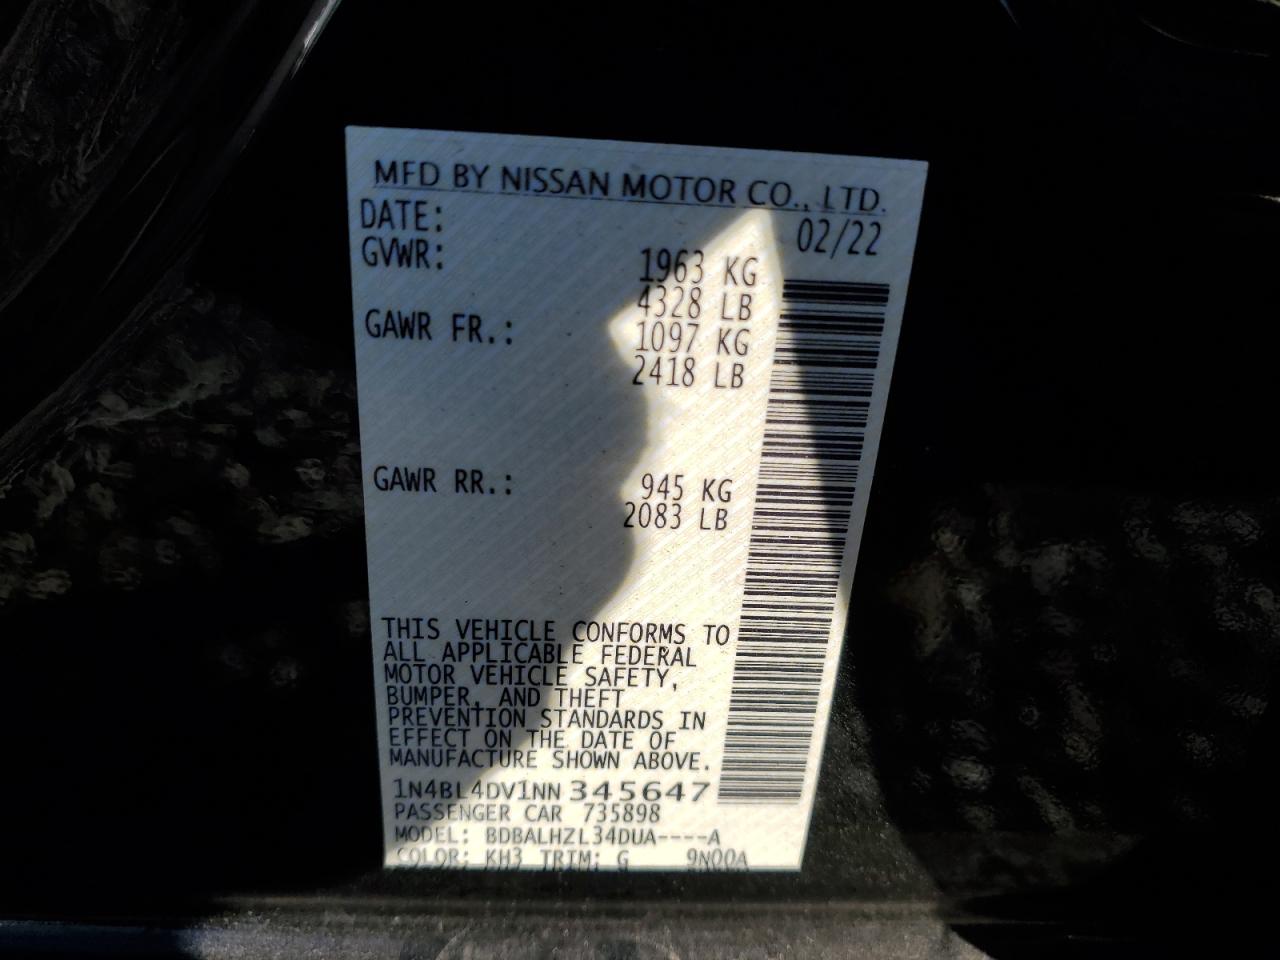 MFD BY NISSAN MOTOR CO., LTD.
DATE: 02/22
GVWR: 1963 KG
4328 LB
GAWR FR.: 1097 KG
2418 LB
GAWR RR.: 945 KG
2083 LB
THIS VEHICLE CONFORMS TO
ALL APPLICABLE FEDERAL
MOTOR VEHICLE SAFETY,
BUMPER, AND THEFT
PREVENTION STANDARDS IN
EFFECT ON THE DATE OF
MANUFACTURE SHOWN ABOVE.
1N4BL4DV1NN345647
PASSENGER CAR 735898
MODEL: BDBALHZL34DUA----A
COLOR: KH3 TRIM: G 9N00A